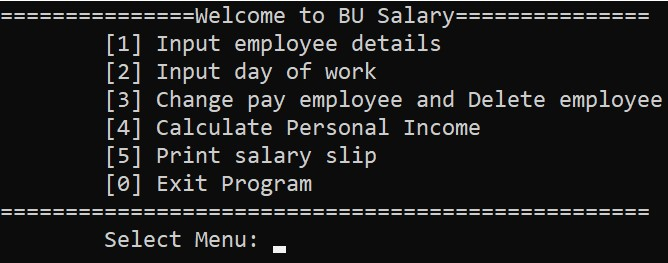 ===============Welcome to BU Salary===============
[1] Input employee details
[2] Input day of work
[3] Change pay employee and Delete employee
[4] Calculate Personal Income
[5] Print salary slip
[0] Exit Program
==================================================
Select Menu: